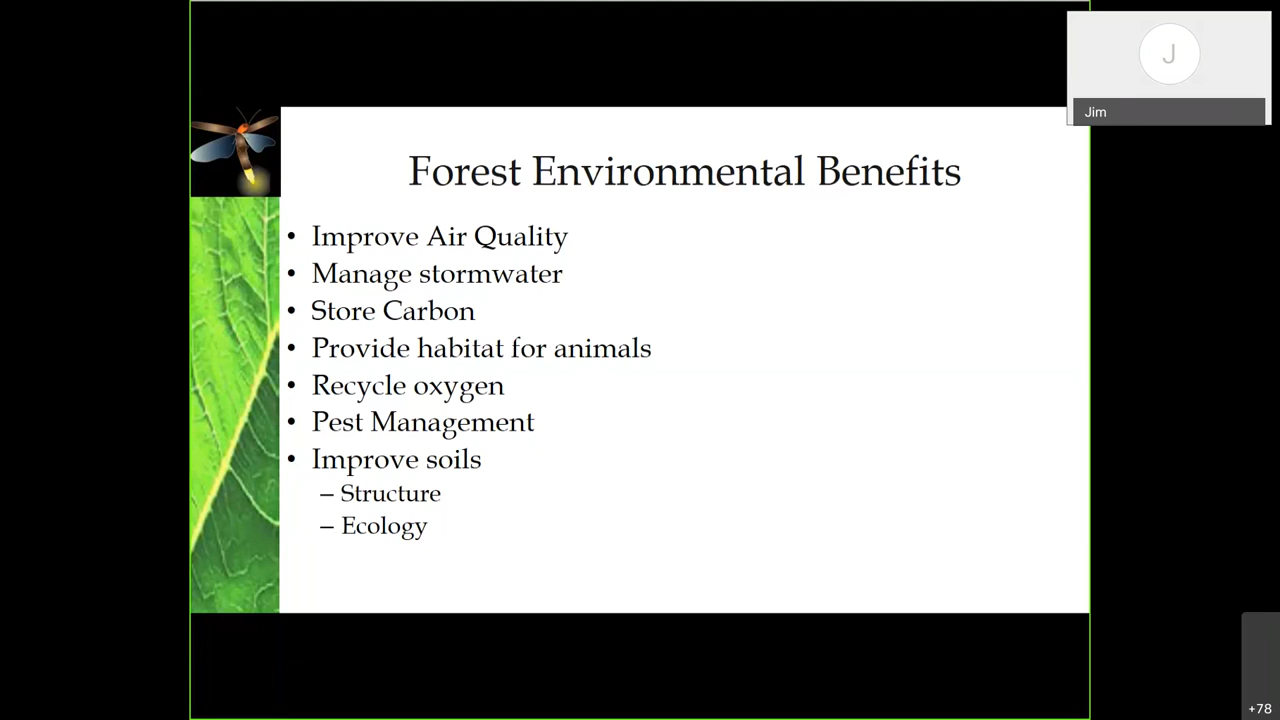 J
Jim
Forest Environmental Benefits
• Improve Air Quality
• Manage stormwater
• Store Carbon
• Provide habitat for animals
• Recycle oxygen
• Pest Management
• Improve soils
– Structure
– Ecology
+78